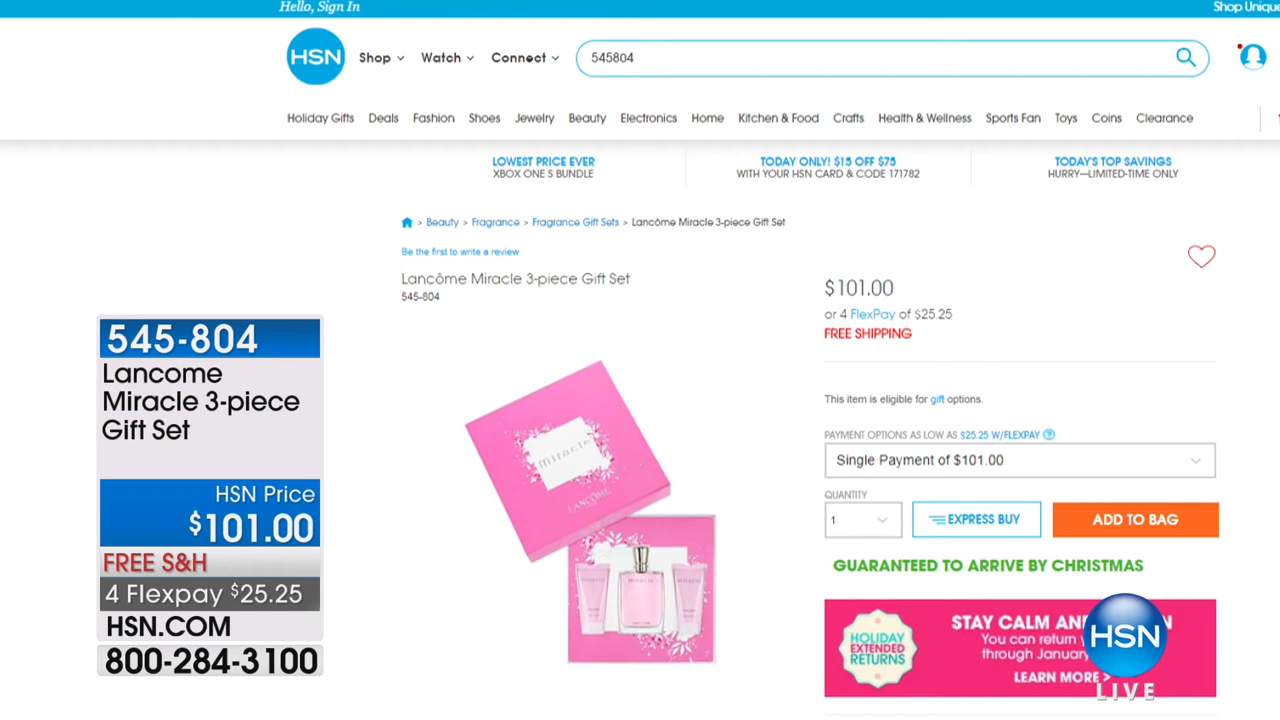 Hello, Sign In
Shop Unique
HSN
Shop
Watch
Connect
545804
Holiday Gifts
Deals
Fashion
Shoes
Jewelry
Beauty
Electronics
Home
Kitchen & Food
Crafts
Health & Wellness
Sports Fan
Toys
Coins
Clearance
LOWEST PRICE EVER
XBOX ONE S BUNDLE
TODAY ONLY! $15 OFF $75
WITH YOUR HSN CARD & CODE 171782
TODAY'S TOP SAVINGS
HURRY—LIMITED-TIME ONLY
> Beauty > Fragrance > Fragrance Gift Sets > Lancôme Miracle 3-piece Gift Set
Be the first to write a review
Lancôme Miracle 3-piece Gift Set
545-804
$101.00
or 4 FlexPay of $25.25
FREE SHIPPING
This item is eligible for gift options.
PAYMENT OPTIONS AS LOW AS $25.25 W/FLEXPAY ?
Single Payment of $101.00
QUANTITY
1
EXPRESS BUY
ADD TO BAG
GUARANTEED TO ARRIVE BY CHRISTMAS
HOLIDAY
EXTENDED
RETURNS
STAY CALM AN
N
You can return
through January
LEARN MORE >
HSN
LIVE
miracle
LANCÔME
545-804
Lancome
Miracle 3-piece
Gift Set
HSN Price
$101.00
FREE S&H
4 Flexpay $25.25
HSN.COM
800-284-3100